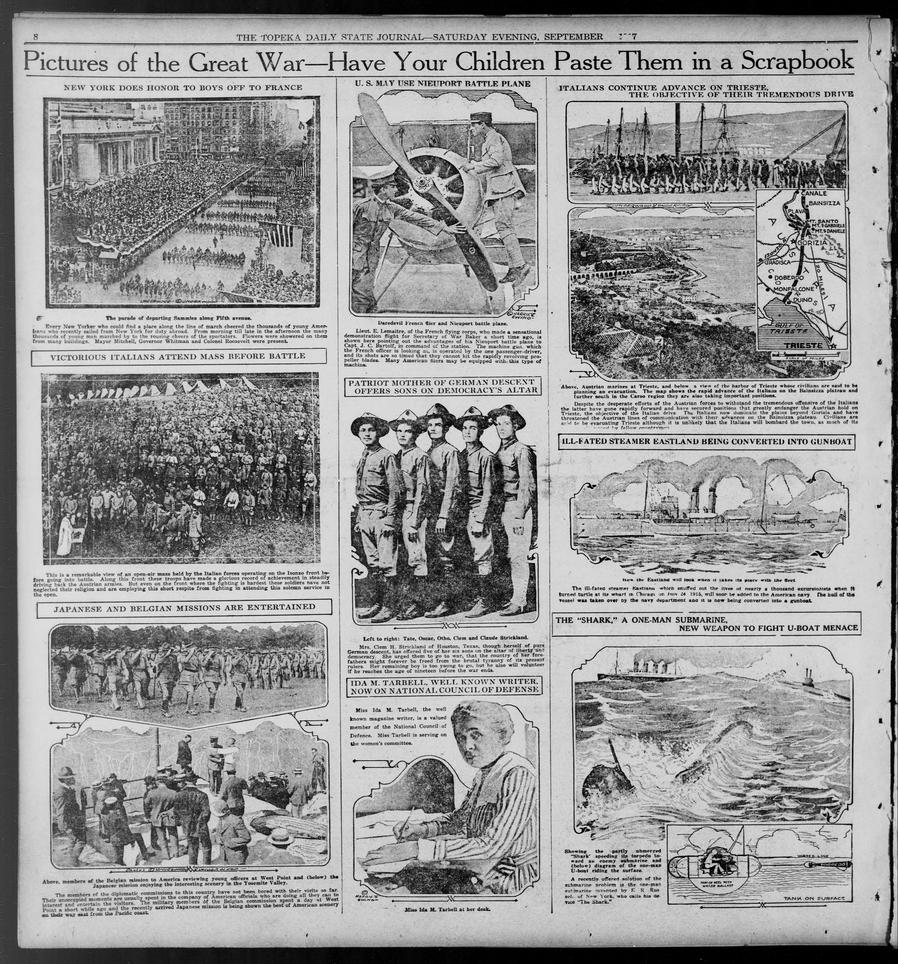 8
THE TOPEKA DAILY STATE JOURNAL—SATURDAY EVENING, SEPTEMBER
Pictures of the Great War—Have Your Children Paste Them in a Scrapbook
NEW YORK DOES HONOR TO BOYS OFF TO FRANCE
The parade of departing Sammies along Fifth avenue.
Every New Yorker who could find a place along the line of march cheered the thousands of young Amer-
icans who recently sailed from New York for duty abroad. From morning till late in the afternoon the many
thousands of young men marched by to the rousing cheers of the spectators. Flowers were showered on them
from many buildings. Mayor Mitchell, Governor Whitman and Colonel Roosevelt were present.
VICTORIOUS ITALIANS ATTEND MASS BEFORE BATTLE
This is a remarkable view of an open-air mass held by the Italian forces operating on the Isonzo front be-
fore going into battle. Along this front these troops have made a glorious record of achievement in steadily
driving back the Austrian armies. But even on the front where the fighting is hardest those soldiers have not
neglected their religion and are employing this short respite from fighting in attending this solemn service in
the open.
JAPANESE AND BELGIAN MISSIONS ARE ENTERTAINED
Above, members of the Belgian mission to America reviewing young officers at West Point and (below) the
Japanese mission enjoying the interesting scenery in the Yosemite Valley.
The members of the diplomatic commissions to this country have not been bored with their visits so far.
Their unoccupied moments are usually spent in the company of American officials who are doing all they can to
interest and entertain the visitors. The military members of the Belgian commission spent a day at West
Point a short while ago and the recently arrived Japanese mission is being shown the best of American scenery
on their way east from the Pacific coast.
U. S. MAY USE NIEUPORT BATTLE PLANE
Daredevil French flier and Nieuport battle plane.
Lieut. E. Lemaitre, of the French flying corps, who made a sensational
demonstration flight for Secretary of War Baker a short time ago, is
shown here pointing out the advantages of his Nieuport battle plane to
Capt. J. C. Bartolf, in command of the station. The machine gun, which
the French officer is looking at, is operated by the one passenger-driver,
and its shots are so timed that they cannot hit the rapidly revolving pro-
peller blades. Many American fliers may be equipped with this type of
machine.
PATRIOT MOTHER OF GERMAN DESCENT
OFFERS SONS ON DEMOCRACY'S ALTAR
Left to right: Tate, Oscar, Otho, Clem and Claude Strickland.
Mrs. Clem H. Strickland of Houston, Texas, though herself of pure
German descent, has offered five of her six sons on the altar of liberty and
democracy. She urged them to go to war, that the country of her fore-
fathers might forever be freed from the brutal tyranny of its present
rulers. Her remaining boy is too young to go, but he also will volunteer
if he reaches the age of nineteen before the war ends.
IDA M. TARBELL, WELL KNOWN WRITER,
NOW ON NATIONAL COUNCIL OF DEFENSE
Miss Ida M. Tarbell, the well
known magazine writer, is a valued
member of the National Council of
Defence. Miss Tarbell is serving on
the women's committee.
Miss Ida M. Tarbell at her desk.
ITALIANS CONTINUE ADVANCE ON TRIESTE,
THE OBJECTIVE OF THEIR TREMENDOUS DRIVE
CANALE
BAINSIZZA
PLAVA
MT. SANTO
MT. S. GABRIELE
MT. S. DANIELE
GORIZIA
GRADISCA
DOBERDO
MONFALCONE
DUINO
GULF OF
TRIESTE
TRIESTE
Above, Austrian marines at Trieste, and below a view of the harbor of Trieste whose civilians are said to be
planning an evacuation. The map shows the rapid advance of the Italians on the Bainsizza plateau and
further south in the Carso region they are also taking important positions.
Despite the desperate efforts of the Austrian forces to withstand the tremendous offensive of the Italians
the latter have gone rapidly forward and have secured positions that greatly endanger the Austrian hold on
Trieste, the objective of the Italian drive. The Italians now dominate the plains beyond Gorizia and have
threatened the Austrian lines of communication with their advances on the Bainsizza plateau. Civilians are
said to be evacuating Trieste although it is unlikely that the Italians will bombard the town, as much of its
by fellow countrymen.
ILL-FATED STEAMER EASTLAND BEING CONVERTED INTO GUNBOAT
How the Eastland will look when it takes its place with the fleet.
The ill-fated steamer Eastland which snuffed out the lives of nearly a thousand excursionists when it
turned turtle at its wharf in Chicago on June 24 1915, will soon be added to the American navy. The hull of the
vessel was taken over by the navy department and it is now being converted into a gunboat.
THE "SHARK," A ONE-MAN SUBMARINE,
NEW WEAPON TO FIGHT U-BOAT MENACE
Showing the partly submerged
"Shark" speeding its torpedo to-
ward an enemy submarine and
(below) diagram of the one-man
U-boat riding the surface.
A recently offered solution of the
submarine problem is the one-man
submarine invented by E. R.
of New York, who calls his de-
vice "The Shark."
WATER LINE
WATER BALLAST
TANK ON SURFACE